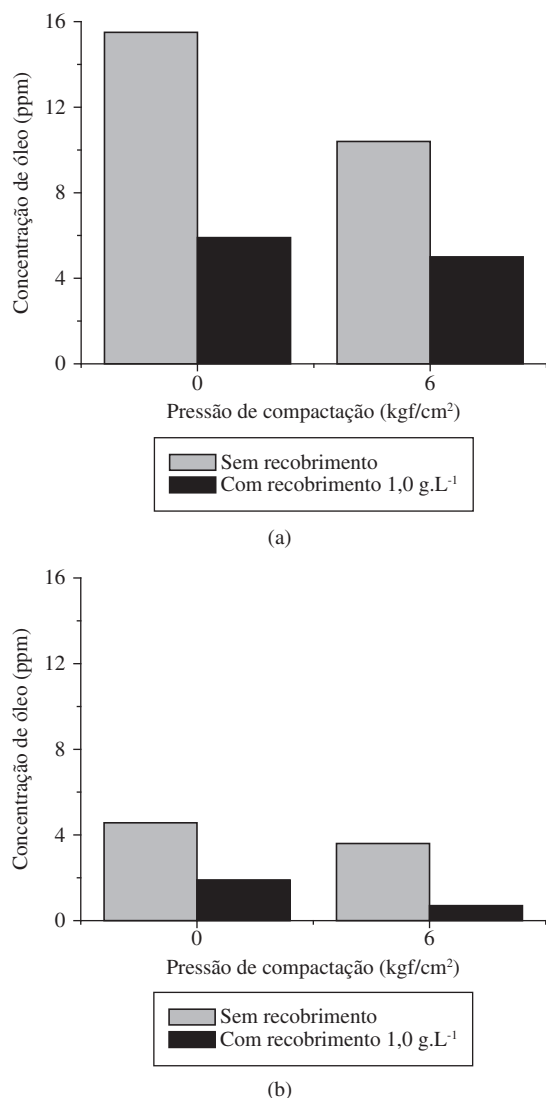 16
12
8
4
0
Concentração de óleo (ppm)
0 6
Pressão de compactação (kgf/cm²)
Sem recobrimento
Com recobrimento 1,0 g.L⁻¹
(a)
16
12
8
4
0
Concentração de óleo (ppm)
0 6
Pressão de compactação (kgf/cm²)
Sem recobrimento
Com recobrimento 1,0 g.L⁻¹
(b)